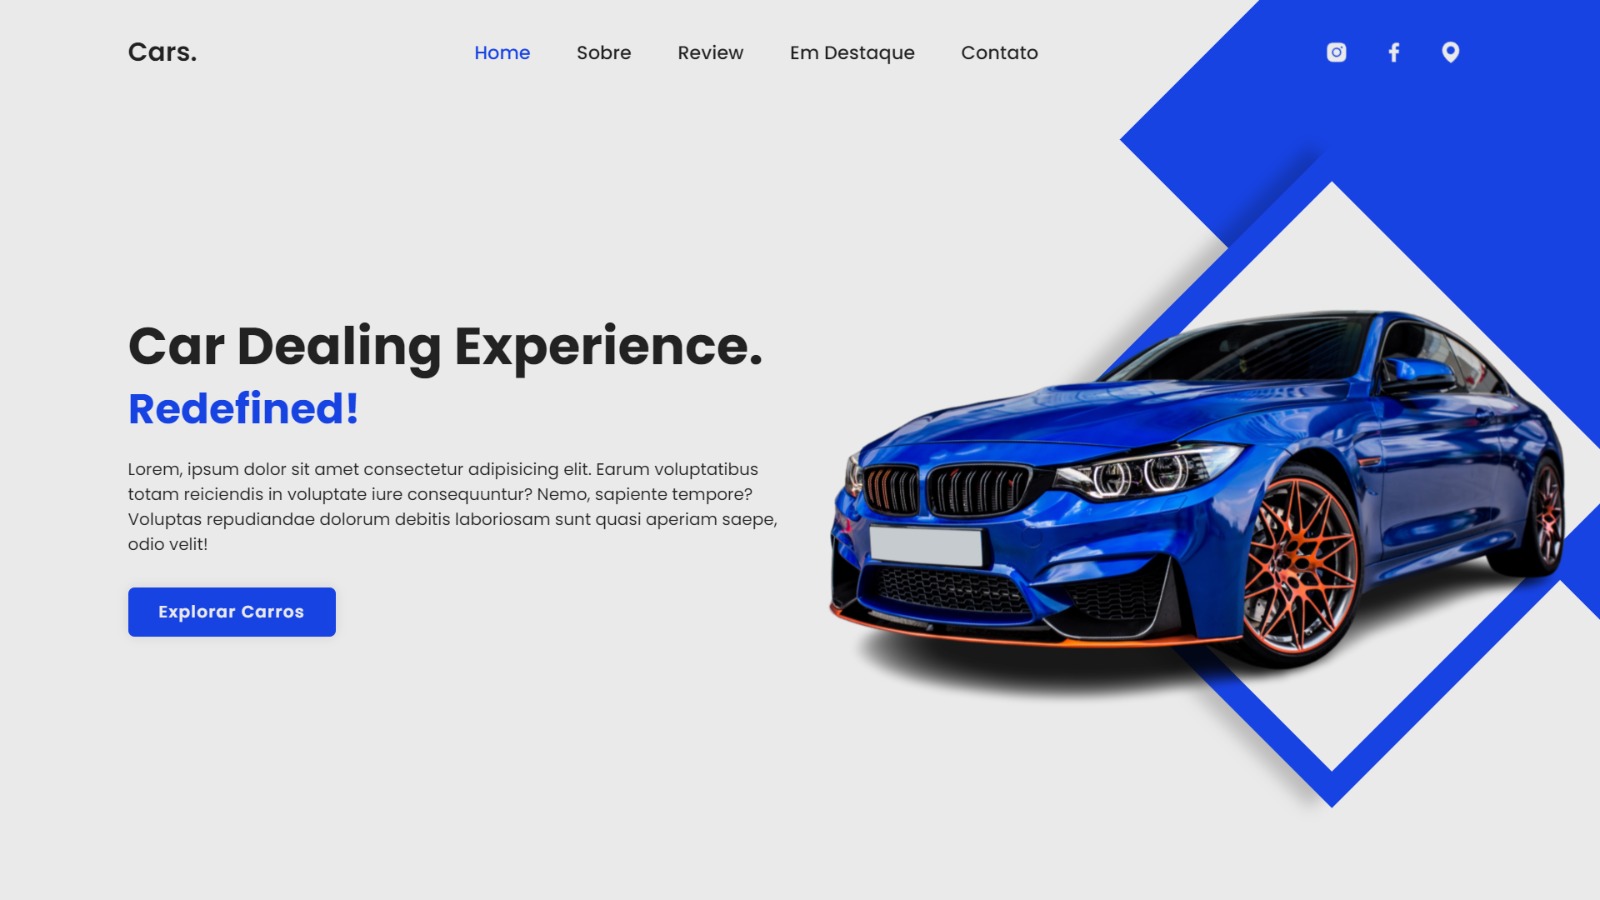 Cars.
Home Sobre Review Em Destaque Contato
Car Dealing Experience.
Redefined!
Lorem, ipsum dolor sit amet consectetur adipisicing elit. Earum voluptatibus
totam reiciendis in voluptate iure consequuntur? Nemo, sapiente tempore?
Voluptas repudiandae dolorum debitis laboriosam sunt quasi aperiam saepe,
odio velit!
Explorar Carros